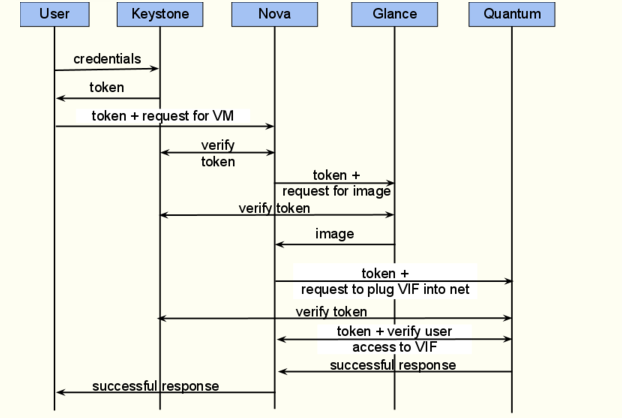 User Keystone Nova Glance Quantum
credentials
token
token + request for VM
verify
token
token +
request for image
verify token
image
token +
request to plug VIF into net
verify token
token + verify user
access to VIF
successful response
successful response